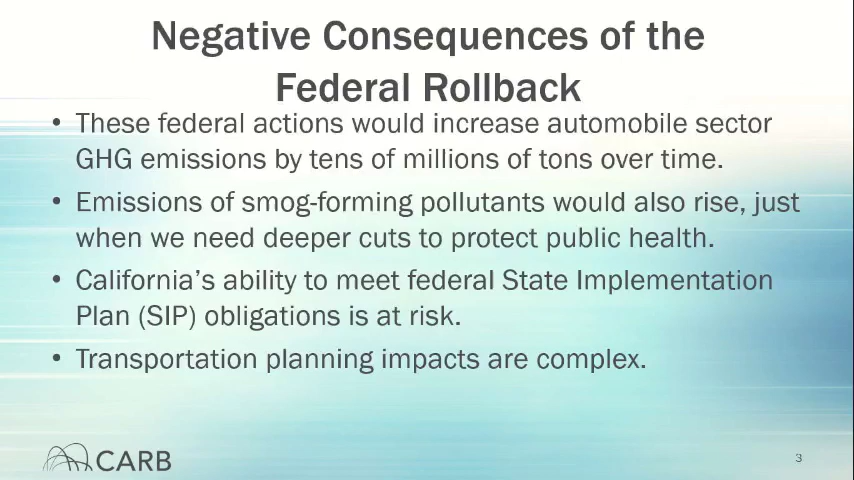 Negative Consequences of the
Federal Rollback
• These federal actions would increase automobile sector
GHG emissions by tens of millions of tons over time.
• Emissions of smog-forming pollutants would also rise, just
when we need deeper cuts to protect public health.
• California’s ability to meet federal State Implementation
Plan (SIP) obligations is at risk.
• Transportation planning impacts are complex.
CARB
3